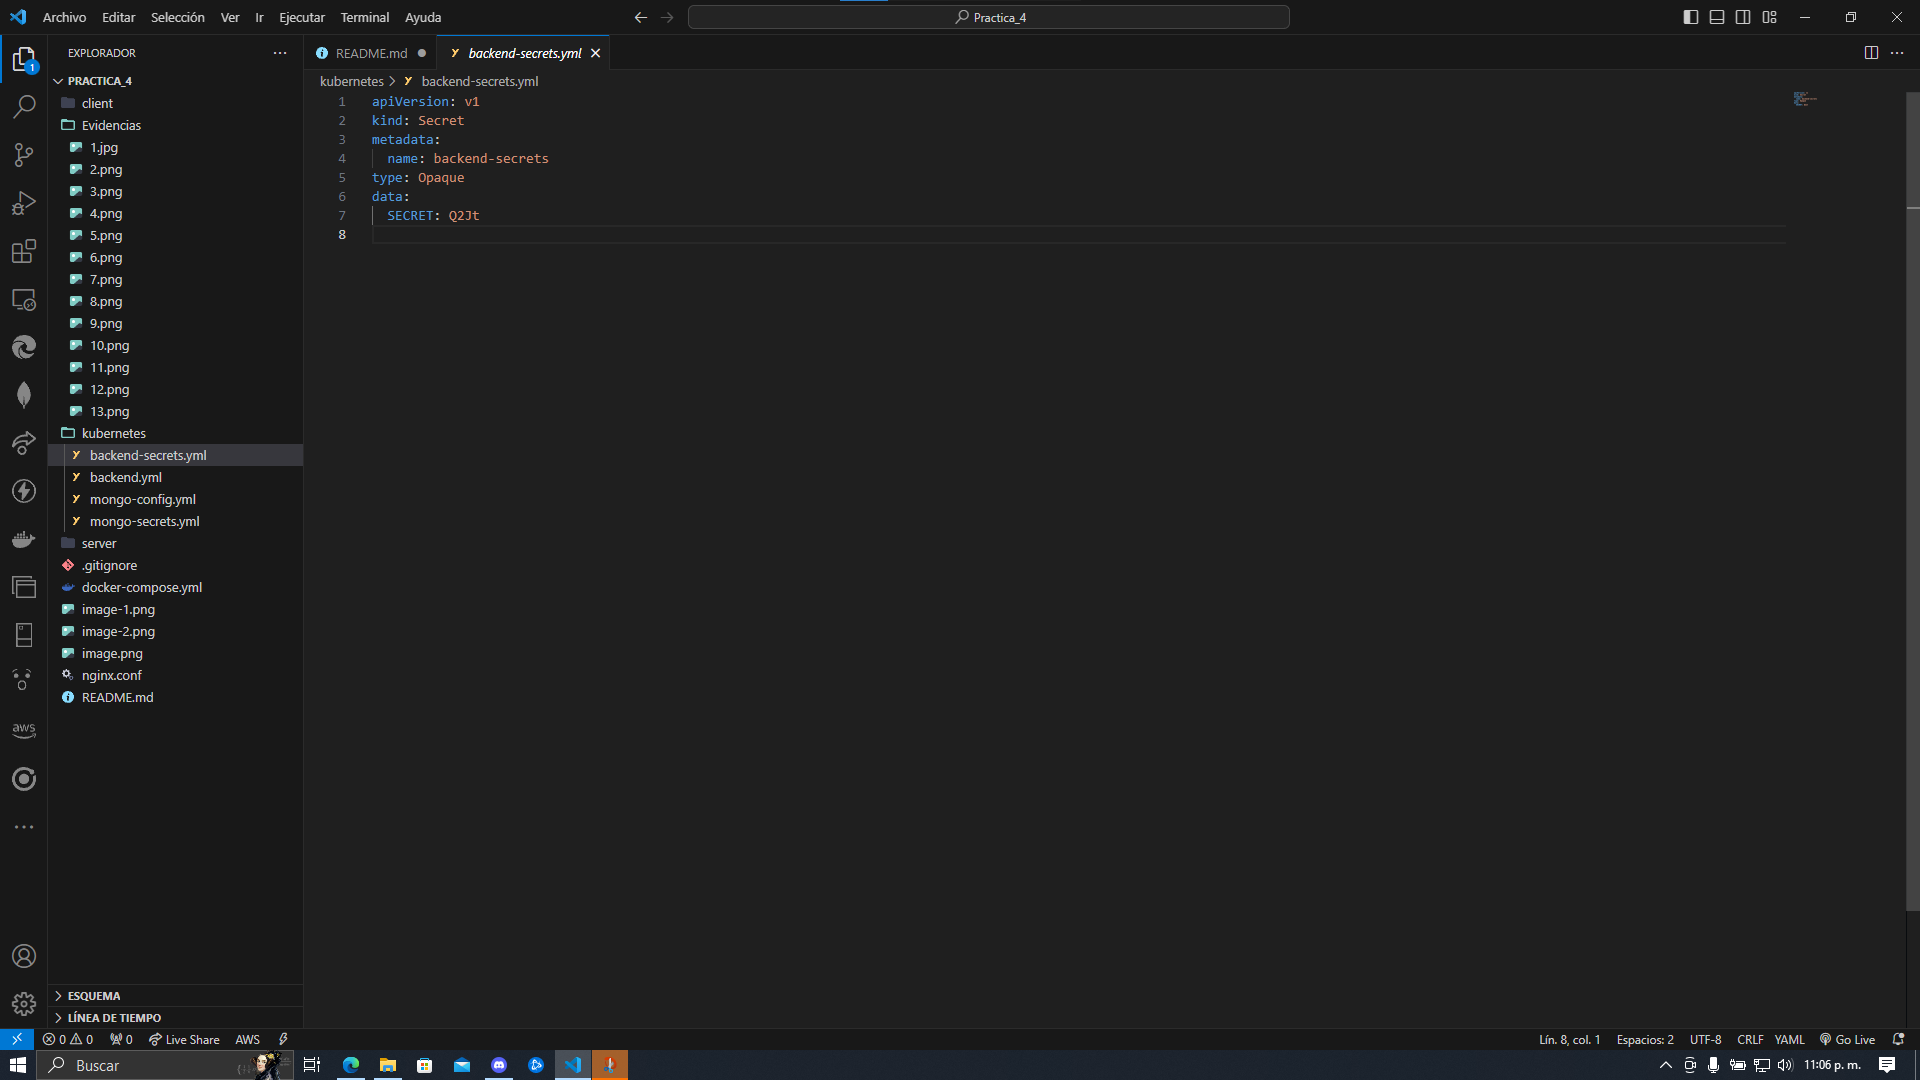 Archivo Editar Selección Ver Ir Ejecutar Terminal Ayuda
Practica_4
EXPLORADOR
PRACTICA_4
client
Evidencias
1.jpg
2.png
3.png
4.png
5.png
6.png
7.png
8.png
9.png
10.png
11.png
12.png
13.png
kubernetes
backend-secrets.yml
backend.yml
mongo-config.yml
mongo-secrets.yml
server
.gitignore
docker-compose.yml
image-1.png
image-2.png
image.png
nginx.conf
README.md
ESQUEMA
LÍNEA DE TIEMPO
1
aws
README.md
backend-secrets.yml
kubernetes > backend-secrets.yml
1 apiVersion: v1
2 kind: Secret
3 metadata:
4 name: backend-secrets
5 type: Opaque
6 data:
7 SECRET: Q2Jt
8
0 0 0 Live Share AWS
Lín. 8, col. 1 Espacios: 2 UTF-8 CRLF YAML Go Live
Buscar
11:06 p. m.